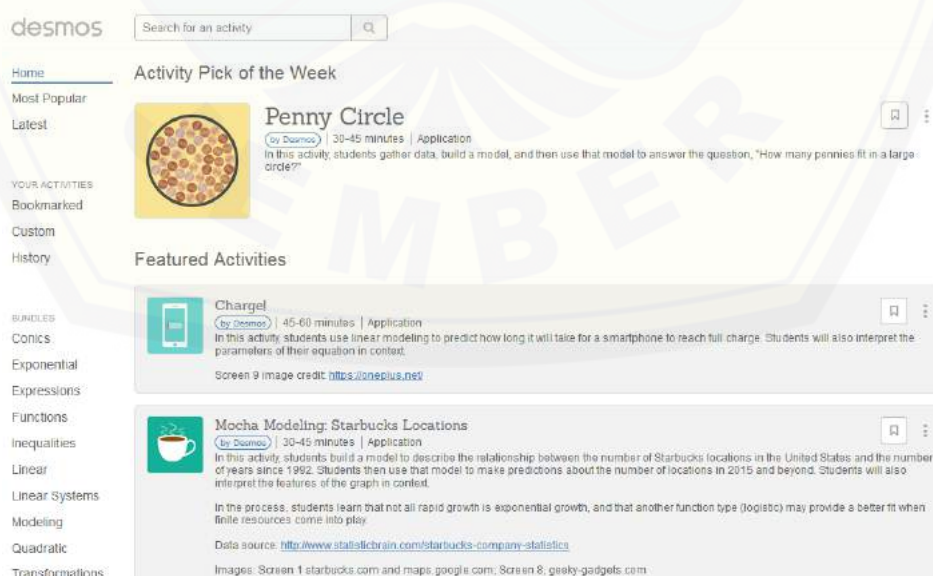 desmos
Search for an activity
Home
Most Popular
Latest
YOUR ACTIVITIES
Bookmarked
Custom
History
BUNDLES
Conics
Exponential
Expressions
Functions
Inequalities
Linear
Linear Systems
Modeling
Quadratic
Transformations
Activity Pick of the Week
Penny Circle
by Desmos | 30-45 minutes | Application
In this activity, students gather data, build a model, and then use that model to answer the question, "How many pennies fit in a large
circle?"
Featured Activities
Charge!
by Desmos | 45-60 minutes | Application
In this activity, students use linear modeling to predict how long it will take for a smartphone to reach full charge. Students will also interpret the
parameters of their equation in context.
Screen 9 image credit: https://oneplus.net/
Mocha Modeling: Starbucks Locations
by Desmos | 30-45 minutes | Application
In this activity, students build a model to describe the relationship between the number of Starbucks locations in the United States and the number
of years since 1992. Students then use that model to make predictions about the number of locations in 2015 and beyond. Students will also
interpret the features of the graph in context.
In the process, students learn that not all rapid growth is exponential growth, and that another function type (logistic) may provide a better fit when
finite resources come into play.
Data source: http://www.statisticbrain.com/starbucks-company-statistics
Images: Screen 1 starbucks.com and maps.google.com; Screen 8, geeky-gadgets.com
EMBER